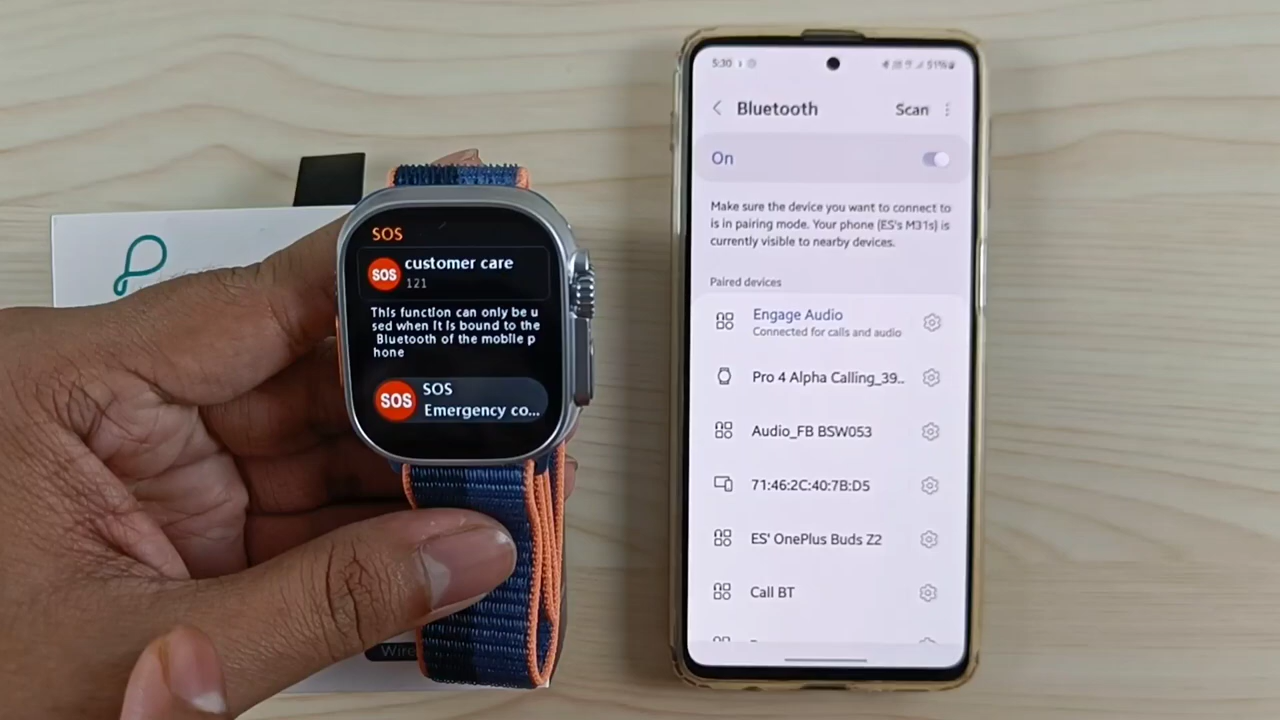 SOS
SOS
customer care
121
This function can only be u
sed when it is bound to the
Bluetooth of the mobile p
hone
SOS
SOS
Emergency co...
Wire
5:30
51%
Bluetooth
Scan
On
Make sure the device you want to connect to
is in pairing mode. Your phone (ES's M31s) is
currently visible to nearby devices.
Paired devices
Engage Audio
Connected for calls and audio
Pro 4 Alpha Calling_39..
Audio_FB BSW053
71:46:2C:40:7B:D5
ES' OnePlus Buds Z2
Call BT